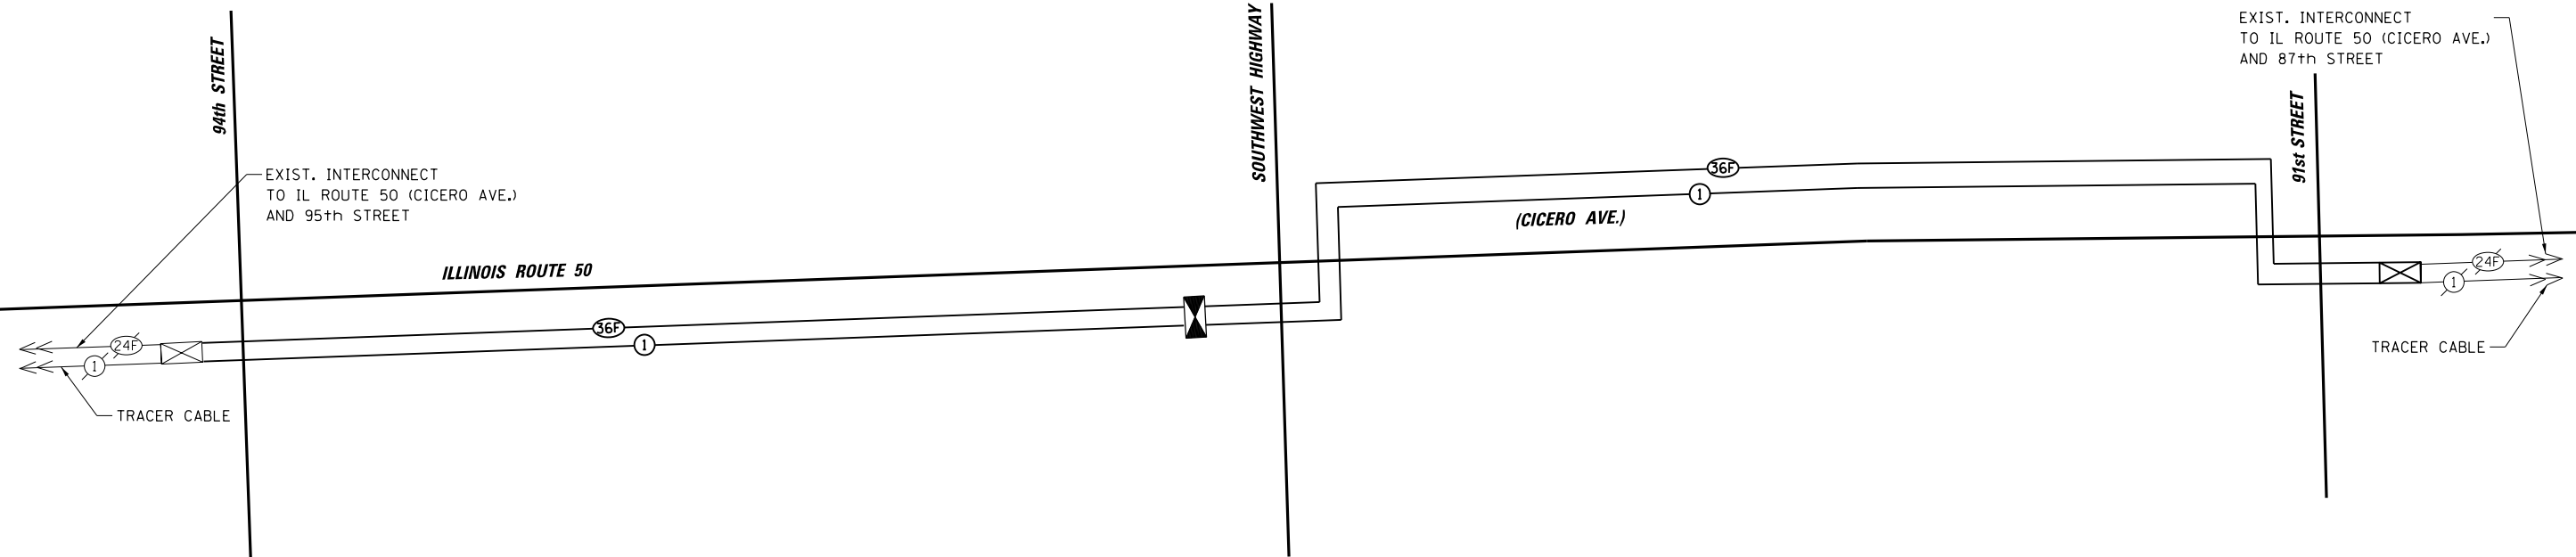 94th STREET
EXIST. INTERCONNECT
TO IL ROUTE 50 (CICERO AVE.)
AND 95th STREET
ILLINOIS ROUTE 50
24F
1
TRACER CABLE
36F
1
SOUTHWEST HIGHWAY
36F
1
(CICERO AVE.)
EXIST. INTERCONNECT
TO IL ROUTE 50 (CICERO AVE.)
AND 87th STREET
91st STREET
24F
1
TRACER CABLE